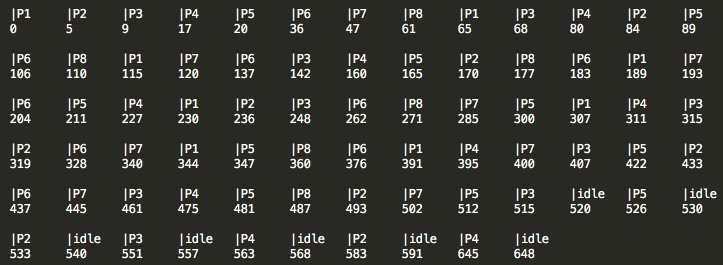 |P1 |P2 |P3 |P4 |P5 |P6 |P7 |P8 |P1 |P3 |P4 |P2 |P5
0 5 9 17 20 36 47 61 65 68 80 84 89
|P6 |P8 |P1 |P7 |P6 |P3 |P4 |P5 |P2 |P8 |P6 |P1 |P7
106 110 115 120 137 142 160 165 170 177 183 189 193
|P6 |P5 |P4 |P1 |P2 |P3 |P6 |P8 |P7 |P5 |P1 |P4 |P3
204 211 227 230 236 248 262 271 285 300 307 311 315
|P2 |P6 |P7 |P1 |P5 |P8 |P6 |P1 |P4 |P7 |P3 |P5 |P2
319 328 340 344 347 360 376 391 395 400 407 422 433
|P6 |P7 |P3 |P4 |P5 |P8 |P2 |P7 |P5 |P3 |idle |P5 |idle
437 445 461 475 481 487 493 502 512 515 520 526 530
|P2 |idle |P3 |idle |P4 |idle |P2 |idle |P4 |idle
533 540 551 557 563 568 583 591 645 648